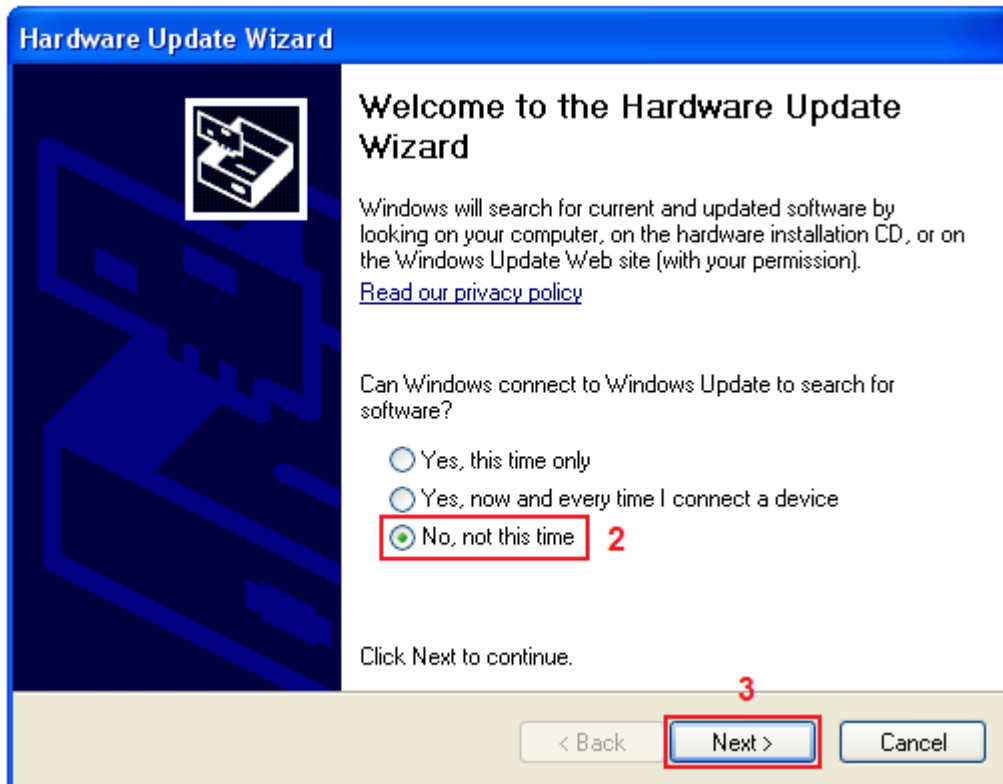 Hardware Update Wizard
Welcome to the Hardware Update
Wizard
Windows will search for current and updated software by
looking on your computer, on the hardware installation CD, or on
the Windows Update Web site (with your permission).
Read our privacy policy
Can Windows connect to Windows Update to search for
software?
Yes, this time only
Yes, now and every time I connect a device
No, not this time 2
Click Next to continue.
3
< Back Next > Cancel